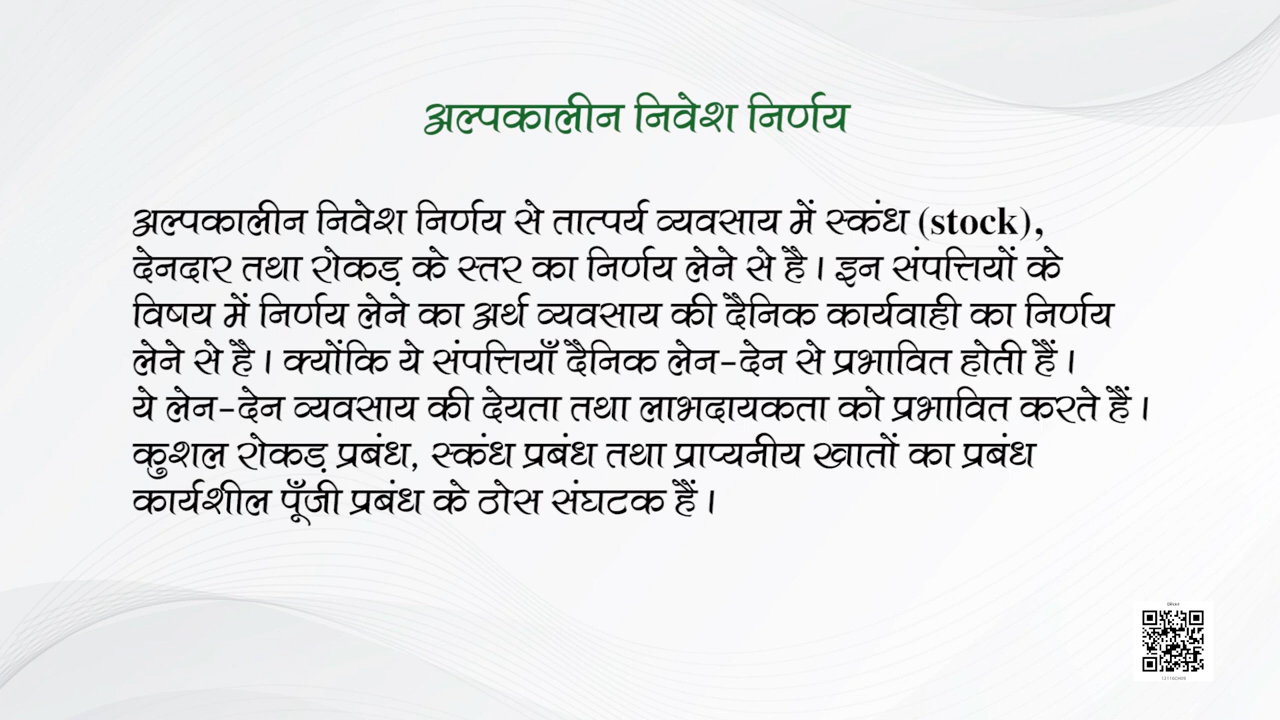 अल्पकालीन निवेश निर्णय
अल्पकालीन निवेश निर्णय से तात्पर्य व्यवसाय में स्कंध (stock),
देनदार तथा रोकड़ के स्तर का निर्णय लेने से है। इन संपत्तियों के
विषय में निर्णय लेने का अर्थ व्यवसाय की दैनिक कार्यवाही का निर्णय
लेने से है। क्योंकि ये संपत्तियाँ दैनिक लेन-देन से प्रभावित होती हैं।
ये लेन-देन व्यवसाय की देयता तथा लाभदायकता को प्रभावित करते हैं।
कुशल रोकड़ प्रबंध, स्कंध प्रबंध तथा प्राप्यनीय खातों का प्रबंध
कार्यशील पूँजी प्रबंध के ठोस संघटक हैं।